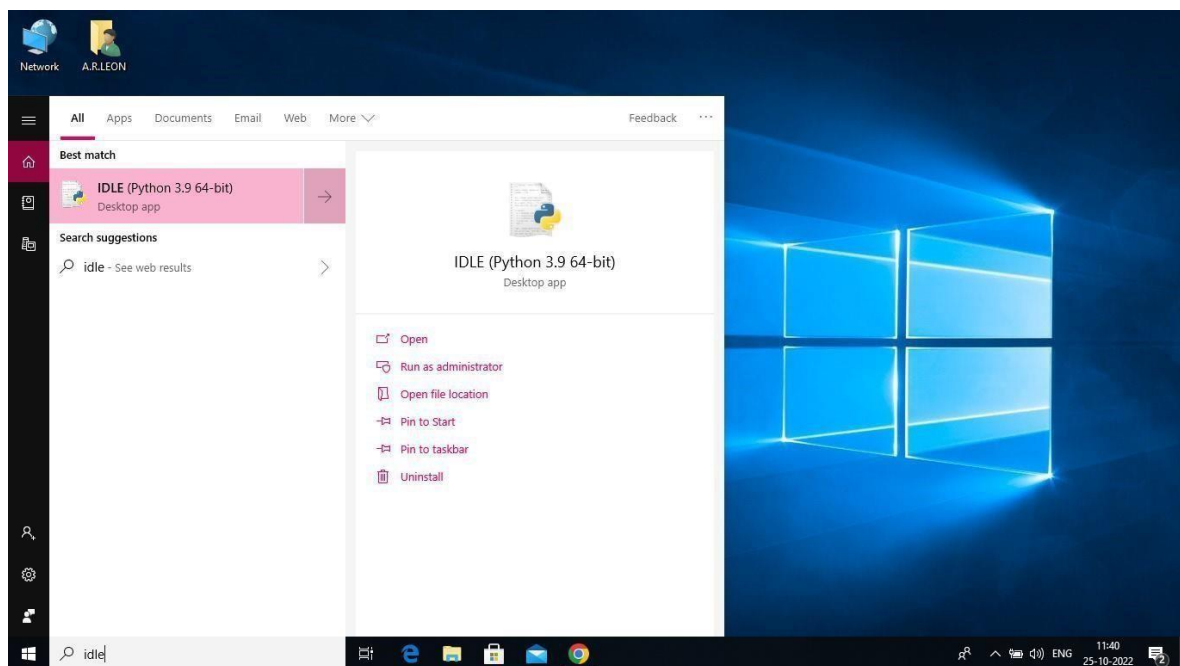 Network A.R.LEON
All Apps Documents Email Web More Feedback ...
Best match
IDLE (Python 3.9 64-bit)
Desktop app
Search suggestions
idle - See web results
IDLE (Python 3.9 64-bit)
Desktop app
Open
Run as administrator
Open file location
Pin to Start
Pin to taskbar
Uninstall
idle
ENG
11:40
25-10-2022
2